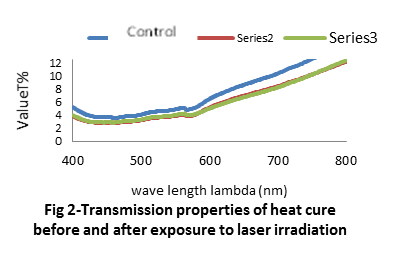 Control Series2 Series3
ValueT%
12
10
8
6
4
2
0
400 500 600 700 800
wave length lambda (nm)
Fig 2-Transmission properties of heat cure
before and after exposure to laser irradiation